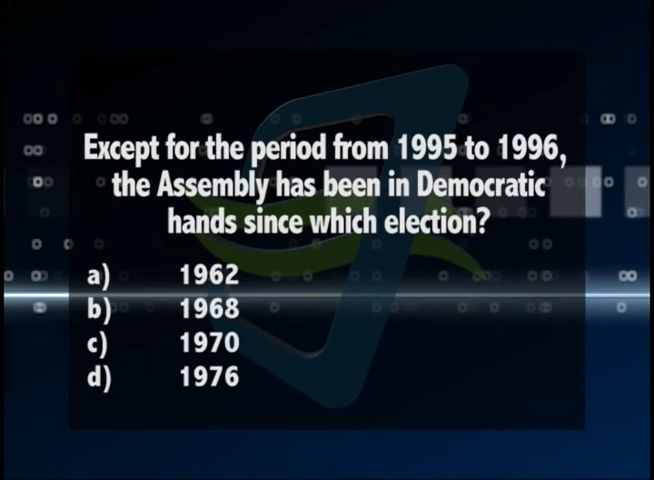 Except for the period from 1995 to 1996,
the Assembly has been in Democratic
hands since which election?
a) 1962
b) 1968
c) 1970
d) 1976